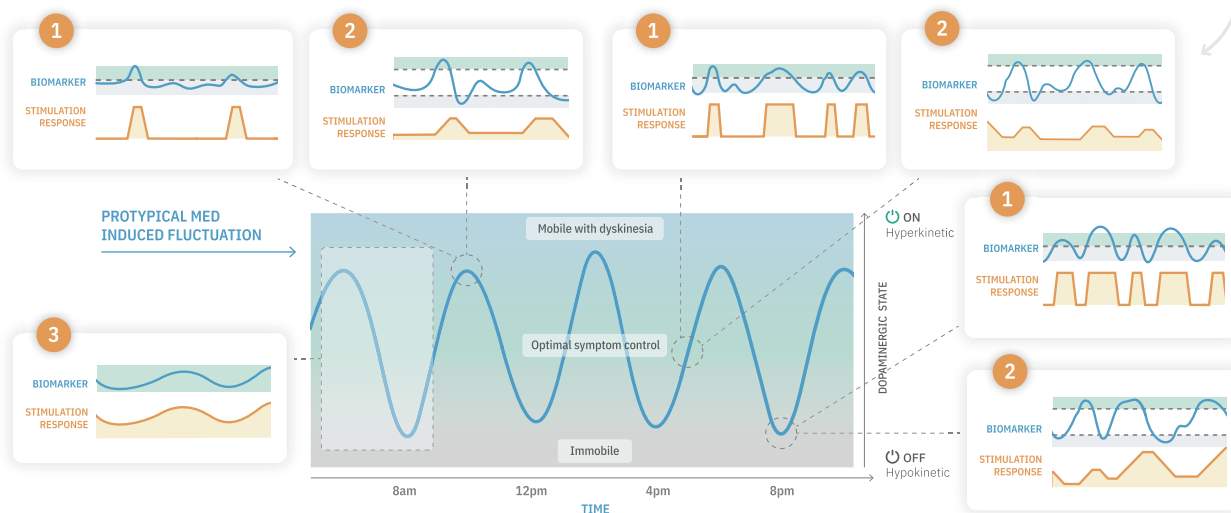 1
BIOMARKER
STIMULATION
RESPONSE
2
BIOMARKER
STIMULATION
RESPONSE
1
BIOMARKER
STIMULATION
RESPONSE
2
BIOMARKER
STIMULATION
RESPONSE
PROTYPICAL MED
INDUCED FLUCTUATION
Mobile with dyskinesia
Optimal symptom control
Immobile
ON
Hyperkinetic
DOPAMINERGIC STATE
OFF
Hypokinetic
8am
12pm
4pm
8pm
TIME
1
BIOMARKER
STIMULATION
RESPONSE
3
BIOMARKER
STIMULATION
RESPONSE
2
BIOMARKER
STIMULATION
RESPONSE